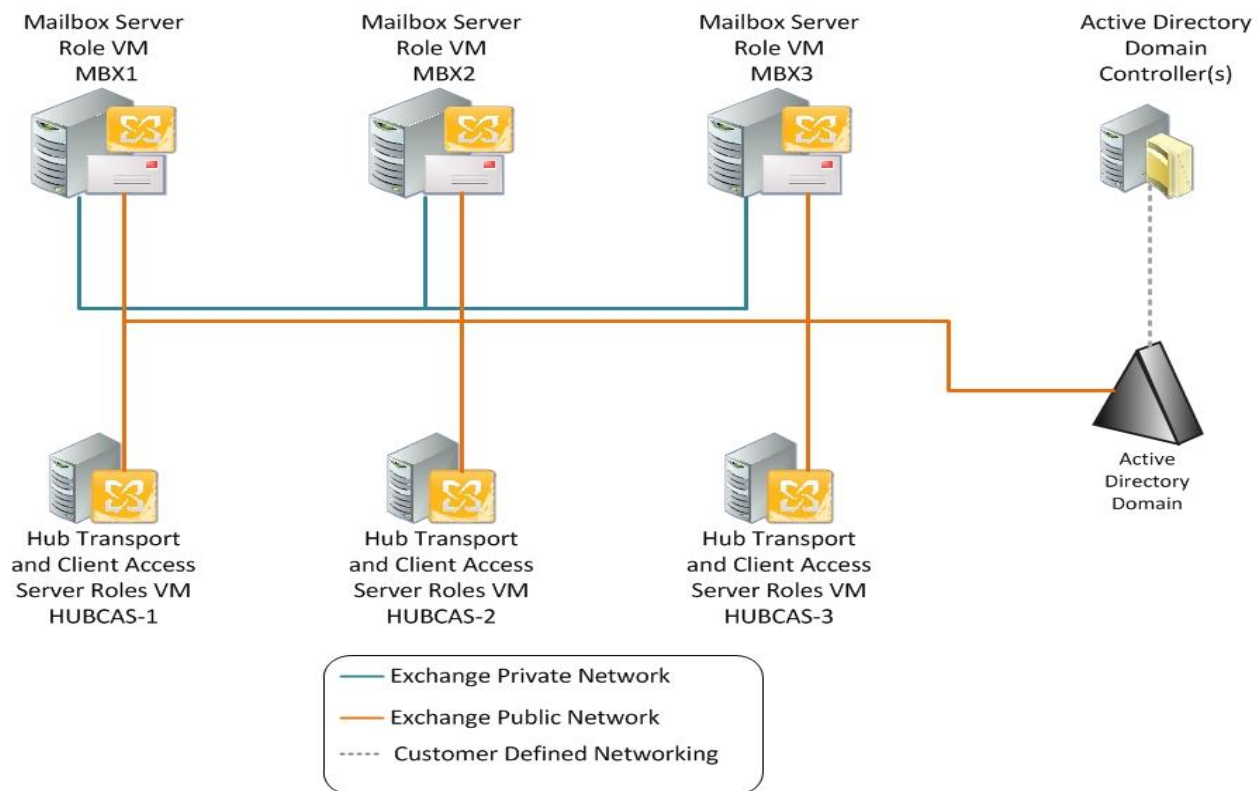 Mailbox Server
Role VM
MBX1
Mailbox Server
Role VM
MBX2
Mailbox Server
Role VM
MBX3
Active Directory
Domain
Controller(s)
Active
Directory
Domain
Hub Transport
and Client Access
Server Roles VM
HUBCAS-1
Hub Transport
and Client Access
Server Roles VM
HUBCAS-2
Hub Transport
and Client Access
Server Roles VM
HUBCAS-3
Exchange Private Network
Exchange Public Network
Customer Defined Networking